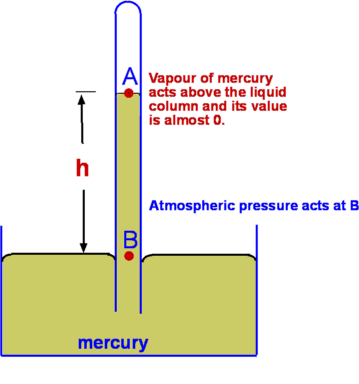 A
Vapour of mercury
acts above the liquid
column and its value
is almost 0.
h
Atmospheric pressure acts at B
B
mercury